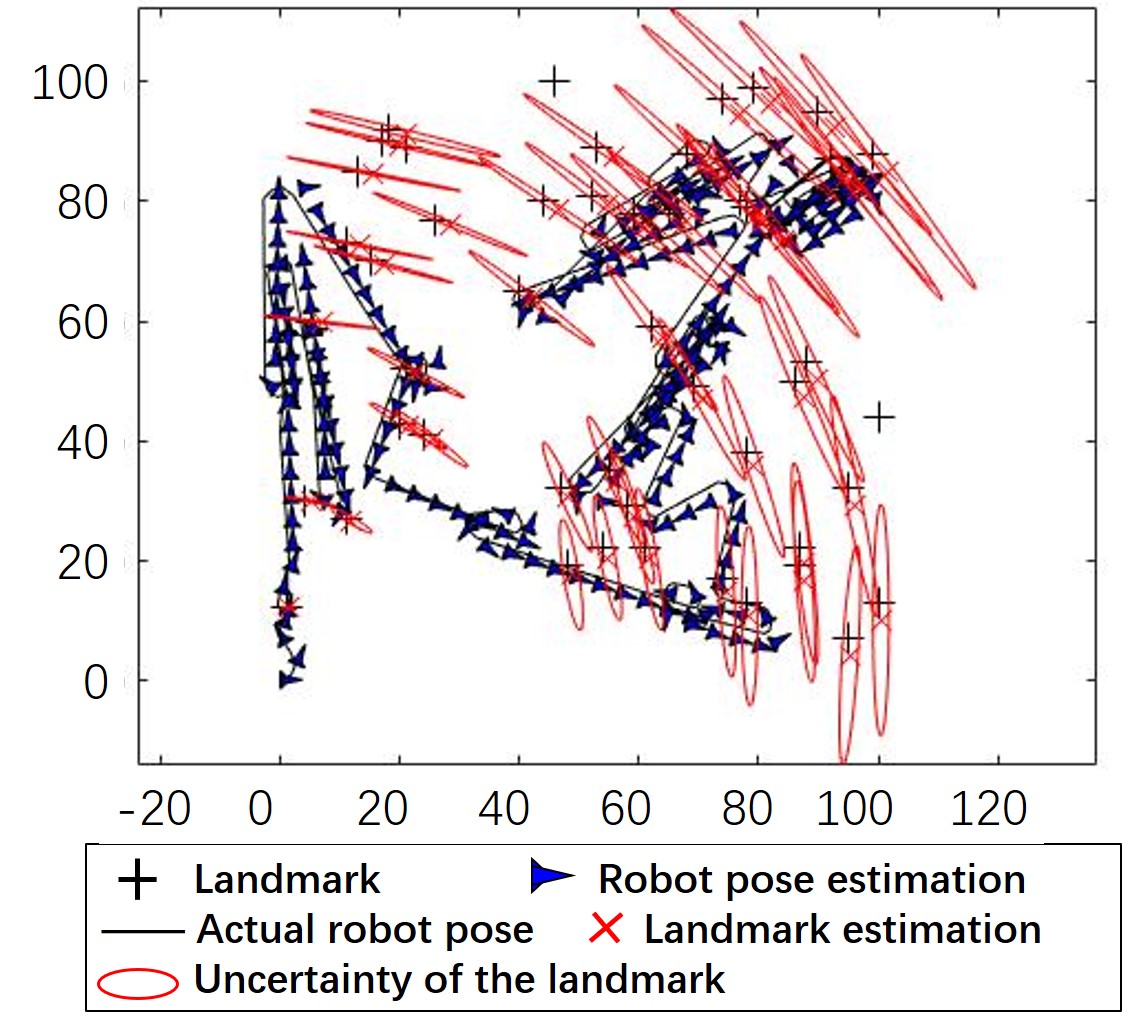 100
80
60
40
20
0
-20 0 20 40 60 80 100 120
Landmark Robot pose estimation
Actual robot pose Landmark estimation
Uncertainty of the landmark